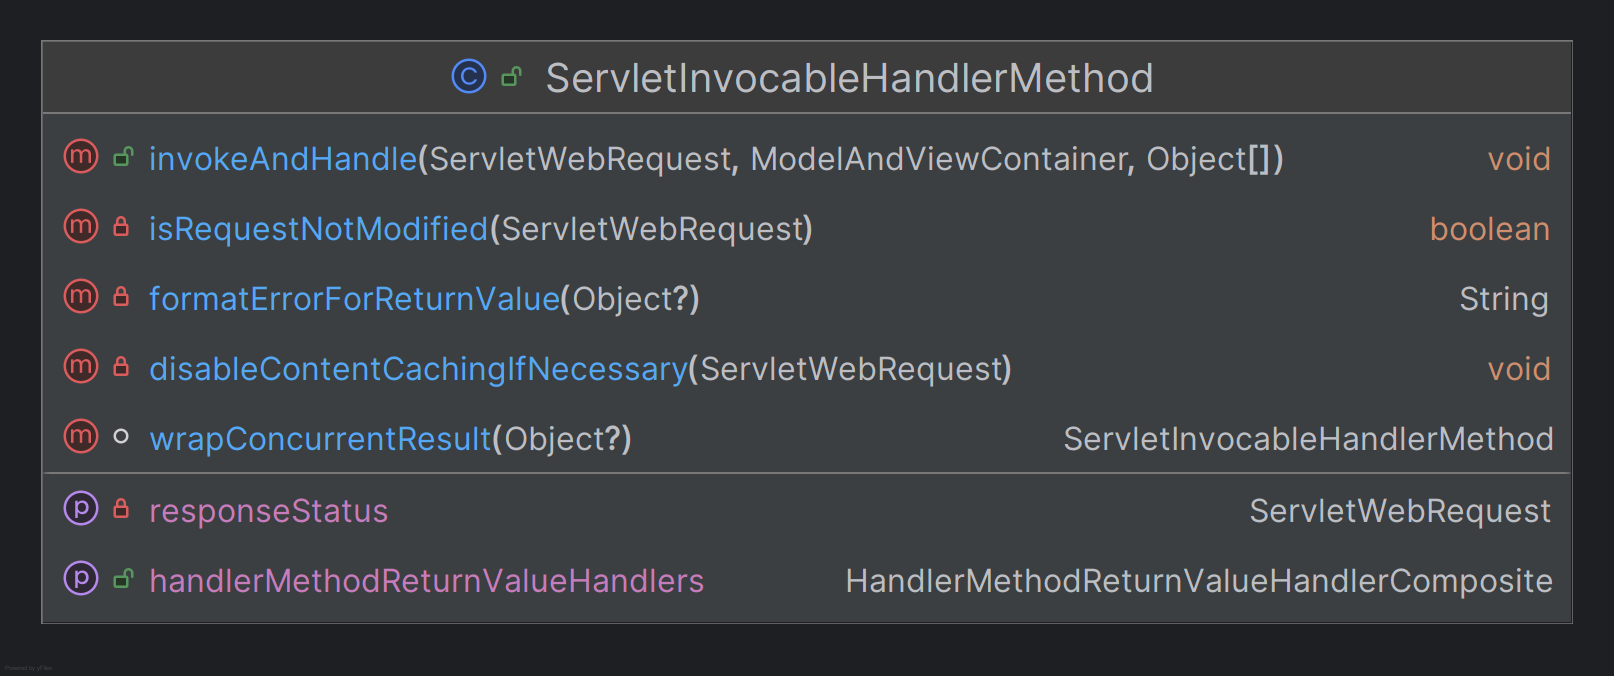 C ServletInvocableHandlerMethod
m invokeAndHandle(ServletWebRequest, ModelAndViewContainer, Object[]) void
m isRequestNotModified(ServletWebRequest) boolean
m formatErrorForReturnValue(Object?) String
m disableContentCachingIfNecessary(ServletWebRequest) void
m wrapConcurrentResult(Object?) ServletInvocableHandlerMethod
p responseStatus ServletWebRequest
p handlerMethodReturnValueHandlers HandlerMethodReturnValueHandlerComposite
Powered by yFiles